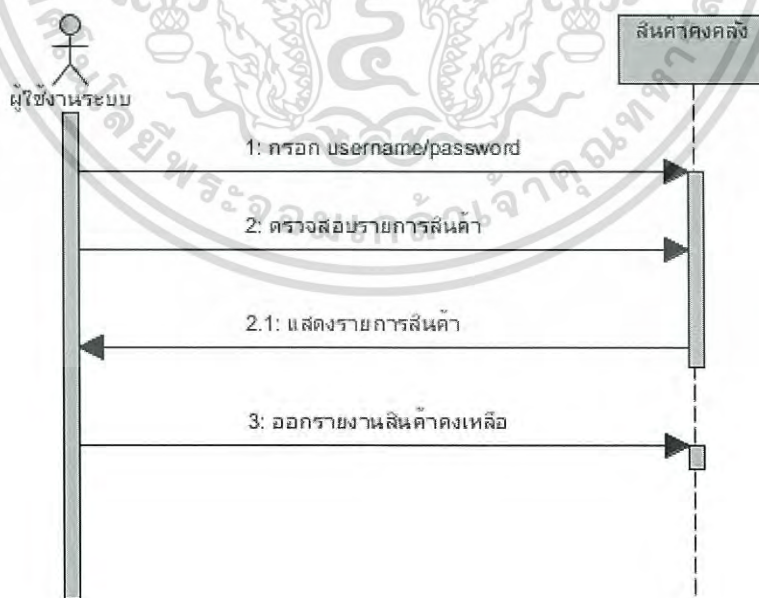 สินค้าคงคลัง
ผู้ใช้งานระบบ
1: กรอก username/password
2: ตรวจสอบรายการสินค้า
2.1: แสดงรายการสินค้า
3: ออกรายงานสินค้าคงเหลือ